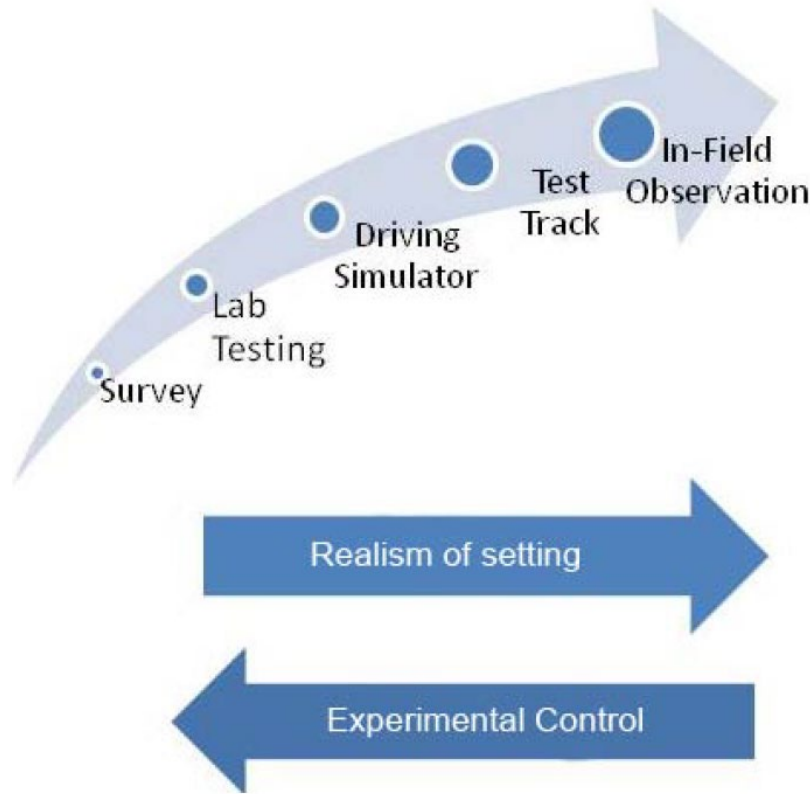 Survey
Lab
Testing
Driving
Simulator
Test
Track
In-Field
Observation
Realism of setting
Experimental Control